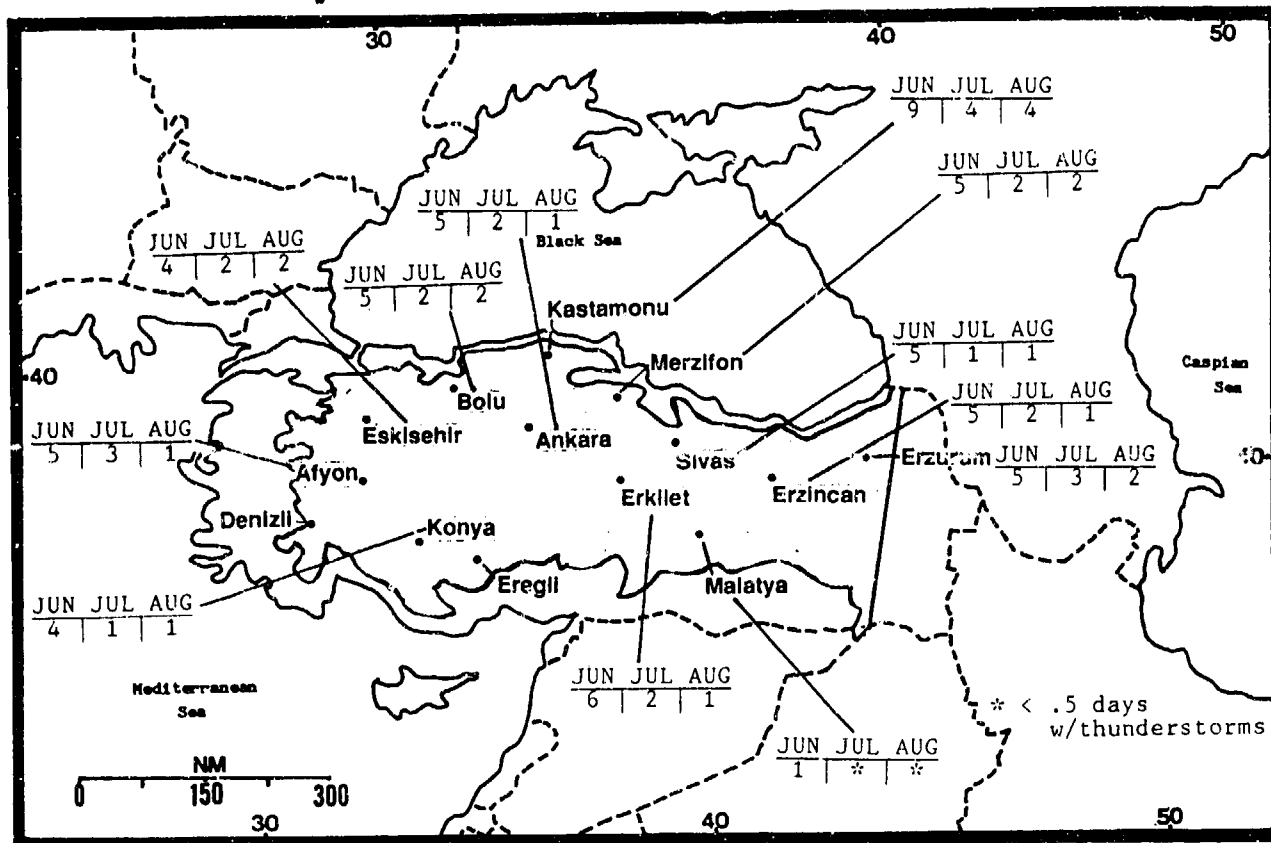 30
40
50
JUN JUL AUG
9 4 4
JUN JUL AUG
5 2 2
JUN JUL AUG
5 2 1
Black Sea
JUN JUL AUG
4 2 2
JUN JUL AUG
5 2 2
Kastamonu
Merzifon
JUN JUL AUG
5 1 1
Caspian
Sea
40
Bolu
Eskisehir
Ankara
JUN JUL AUG
5 2 1
JUN JUL AUG
5 3 1
Afyon
Sivas
Erzurum
JUN JUL AUG
5 3 2
40
Erkilet
Erzincan
Denizli
Konya
Eregli
Malatya
JUN JUL AUG
4 1 1
Mediterranean
Sea
JUN JUL AUG
6 2 1
* < .5 days
w/thunderstorms
JUN JUL AUG
1 * *
NM
0 150 300
30
40
50